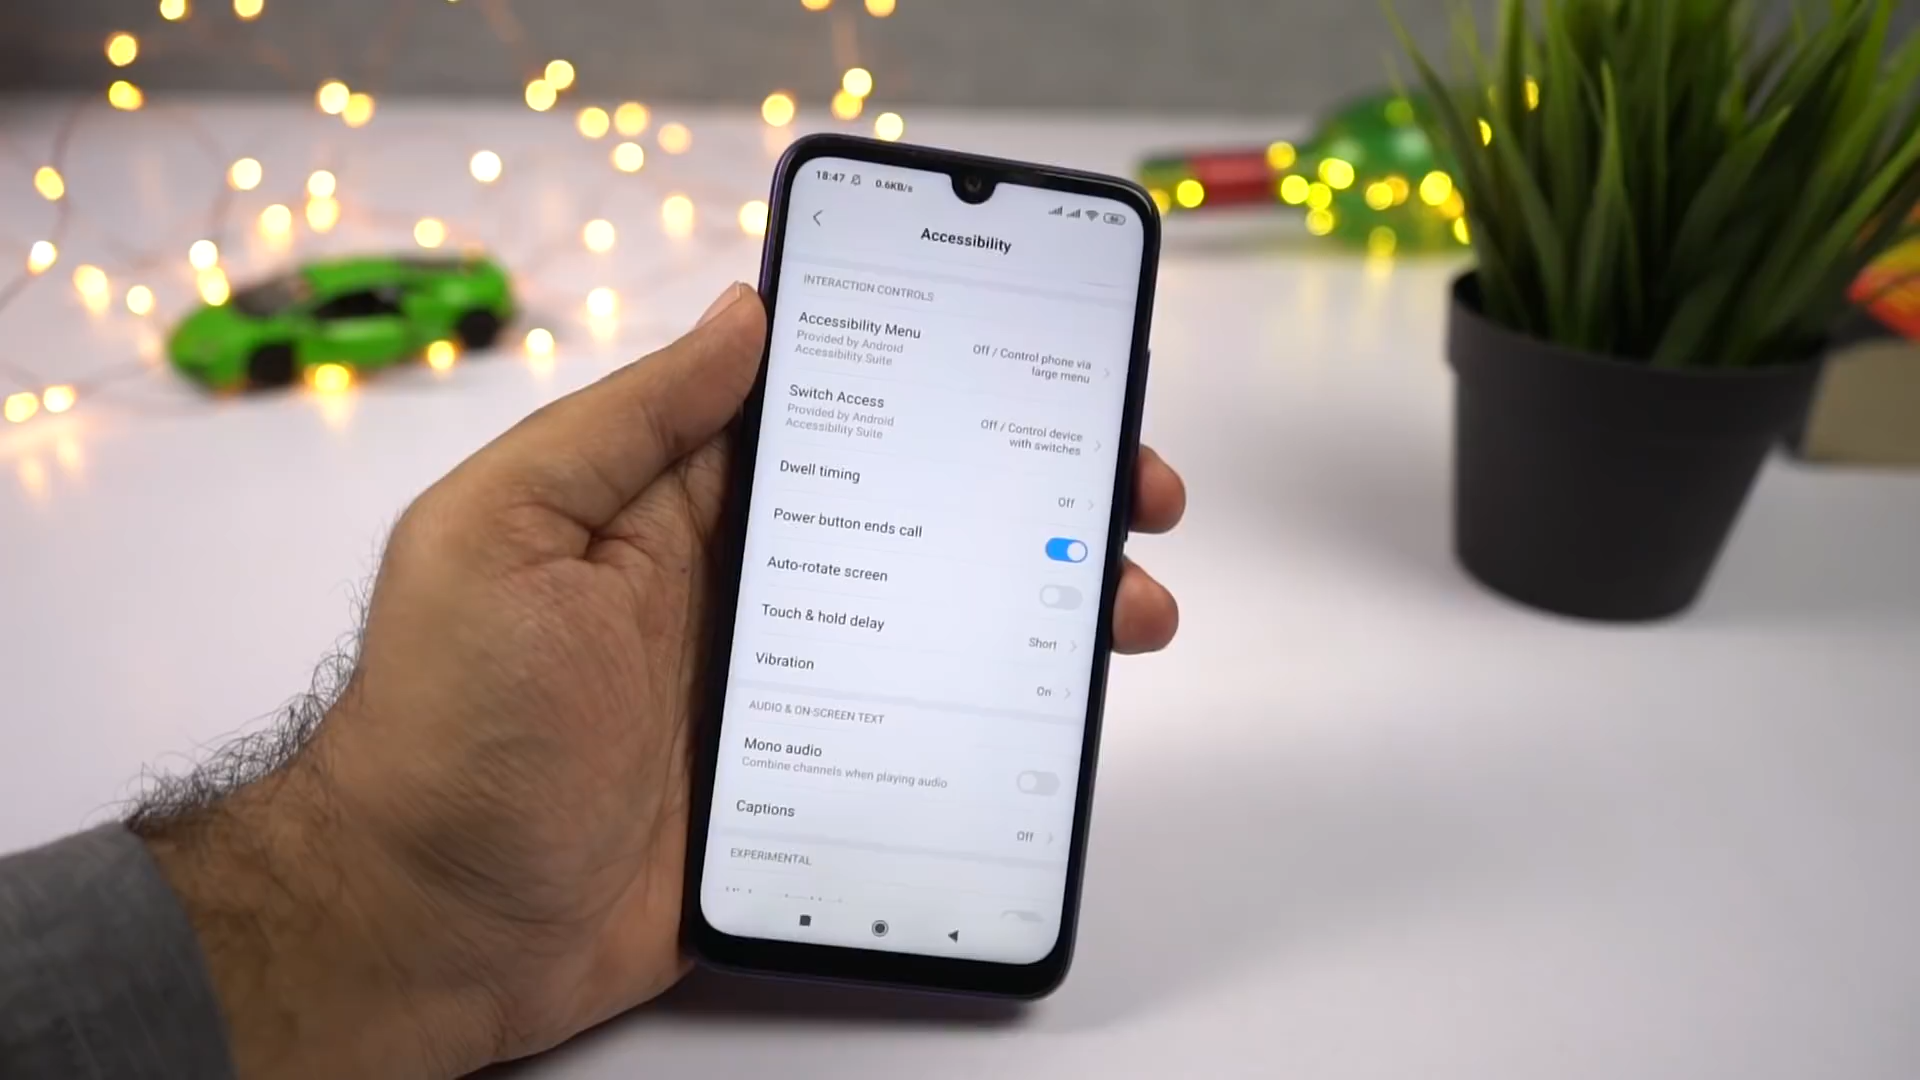 18:47 0.6KB/s
Accessibility
INTERACTION CONTROLS
Accessibility Menu
Provided by Android
Accessibility Suite
Off / Control phone via
large menu
Switch Access
Provided by Android
Accessibility Suite
Off / Control device
with switches
Dwell timing
Off
Power button ends call
Auto-rotate screen
Touch & hold delay
Short
Vibration
On
AUDIO & ON-SCREEN TEXT
Mono audio
Combine channels when playing audio
Captions
Off
EXPERIMENTAL